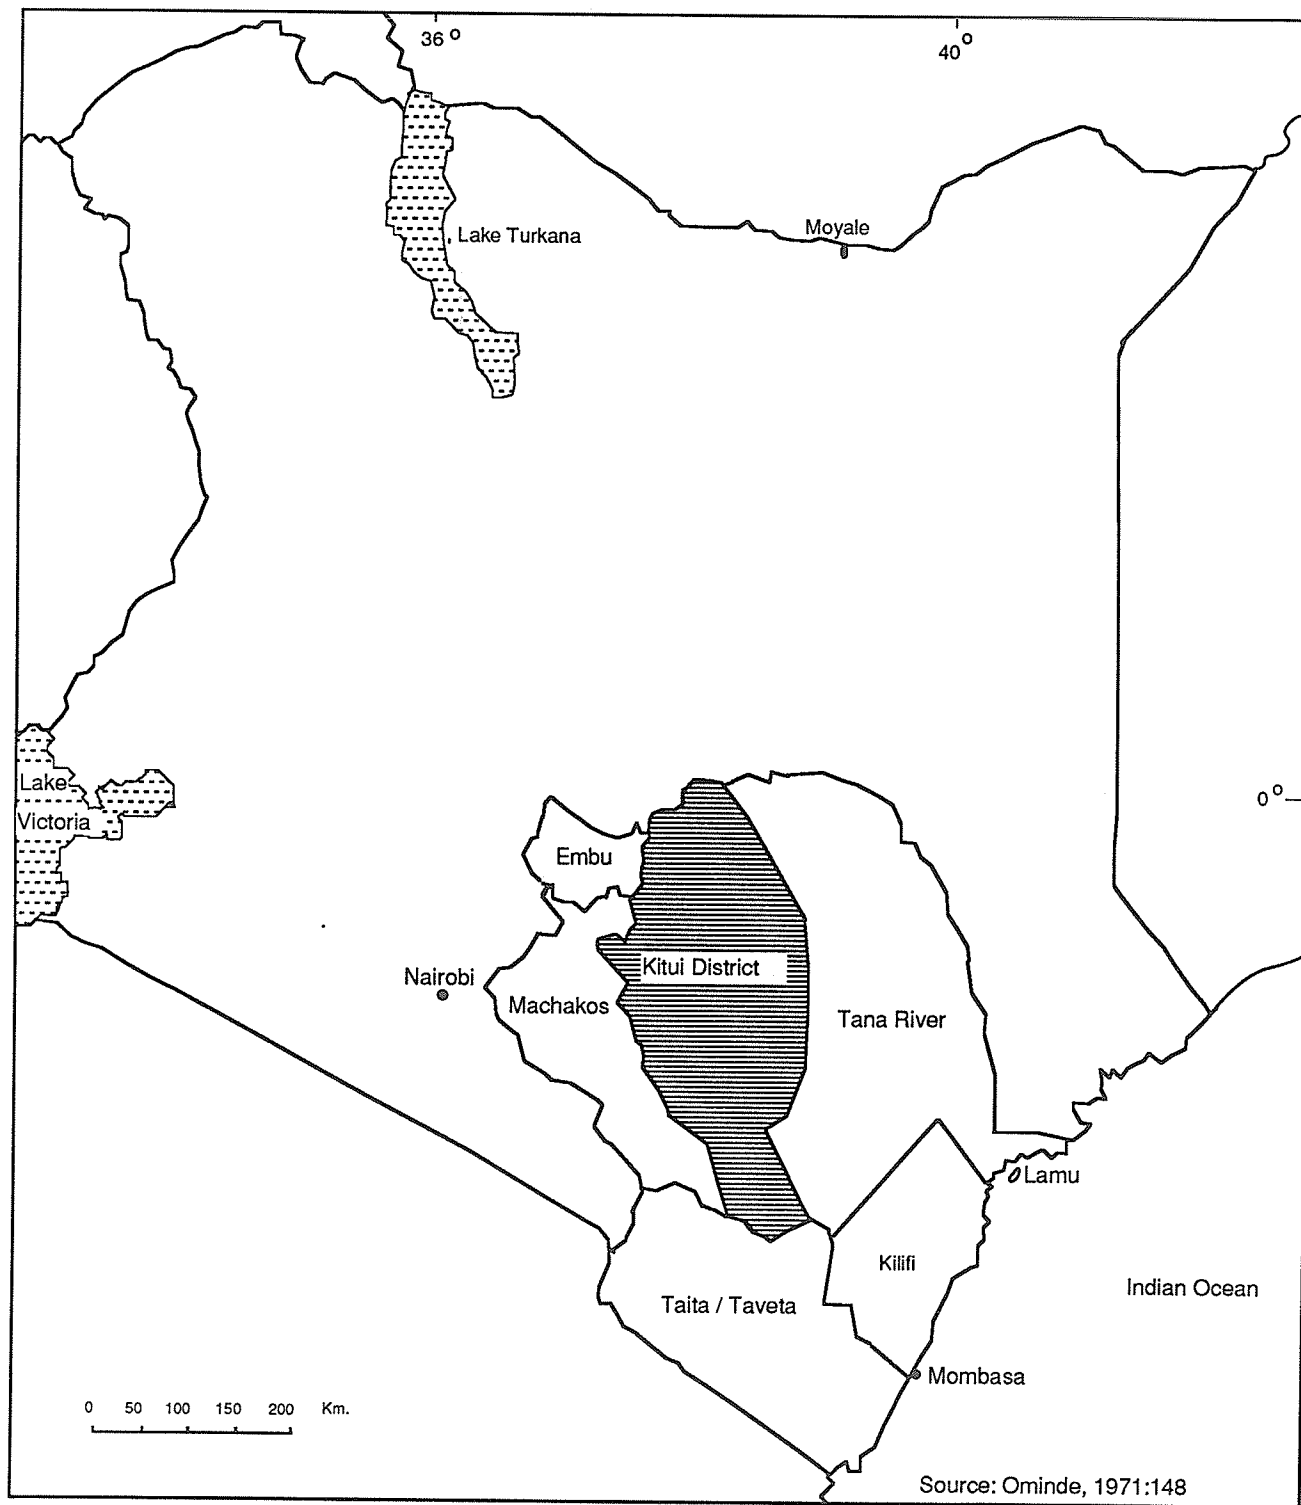 36°
40°
Moyale
Lake Turkana
Lake
Victoria
0°
Embu
Kitui District
Nairobi
Machakos
Tana River
Lamu
Kilifi
Indian Ocean
Taita / Taveta
Mombasa
0 50 100 150 200 Km.
Source: Ominde, 1971:148